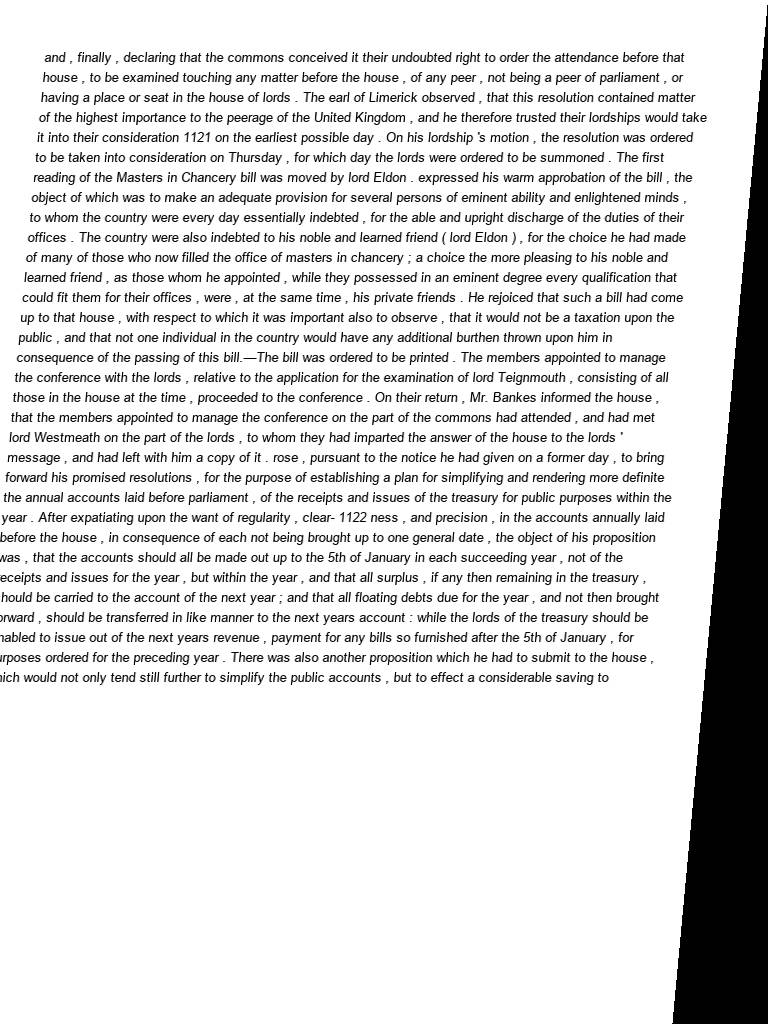 and , finally , declaring that the commons conceived it their undoubted right to order the attendance before that
house , to be examined touching any matter before the house , of any peer , not being a peer of parliament , or
having a place or seat in the house of lords . The earl of Limerick observed , that this resolution contained matter
of the highest importance to the peerage of the United Kingdom , and he therefore trusted their lordships would take
it into their consideration 1121 on the earliest possible day . On his lordship 's motion , the resolution was ordered
to be taken into consideration on Thursday , for which day the lords were ordered to be summoned . The first
reading of the Masters in Chancery bill was moved by lord Eldon . expressed his warm approbation of the bill , the
object of which was to make an adequate provision for several persons of eminent ability and enlightened minds ,
to whom the country were every day essentially indebted , for the able and upright discharge of the duties of their
offices . The country were also indebted to his noble and learned friend ( lord Eldon ) , for the choice he had made
of many of those who now filled the office of masters in chancery ; a choice the more pleasing to his noble and
learned friend , as those whom he appointed , while they possessed in an eminent degree every qualification that
could fit them for their offices , were , at the same time , his private friends . He rejoiced that such a bill had come
up to that house , with respect to which it was important also to observe , that it would not be a taxation upon the
public , and that not one individual in the country would have any additional burthen thrown upon him in
consequence of the passing of this bill.—The bill was ordered to be printed . The members appointed to manage
the conference with the lords , relative to the application for the examination of lord Teignmouth , consisting of all
those in the house at the time , proceeded to the conference . On their return , Mr. Bankes informed the house ,
that the members appointed to manage the conference on the part of the commons had attended , and had met
lord Westmeath on the part of the lords , to whom they had imparted the answer of the house to the lords '
message , and had left with him a copy of it . rose , pursuant to the notice he had given on a former day , to bring
forward his promised resolutions , for the purpose of establishing a plan for simplifying and rendering more definite
the annual accounts laid before parliament , of the receipts and issues of the treasury for public purposes within the
year . After expatiating upon the want of regularity , clear- 1122 ness , and precision , in the accounts annually laid
before the house , in consequence of each not being brought up to one general date , the object of his proposition
was , that the accounts should all be made out up to the 5th of January in each succeeding year , not of the
eceipts and issues for the year , but within the year , and that all surplus , if any then remaining in the treasury ,
hould be carried to the account of the next year ; and that all floating debts due for the year , and not then brought
orward , should be transferred in like manner to the next years account : while the lords of the treasury should be
nabled to issue out of the next years revenue , payment for any bills so furnished after the 5th of January , for
urposes ordered for the preceding year . There was also another proposition which he had to submit to the house ,
hich would not only tend still further to simplify the public accounts , but to effect a considerable saving to